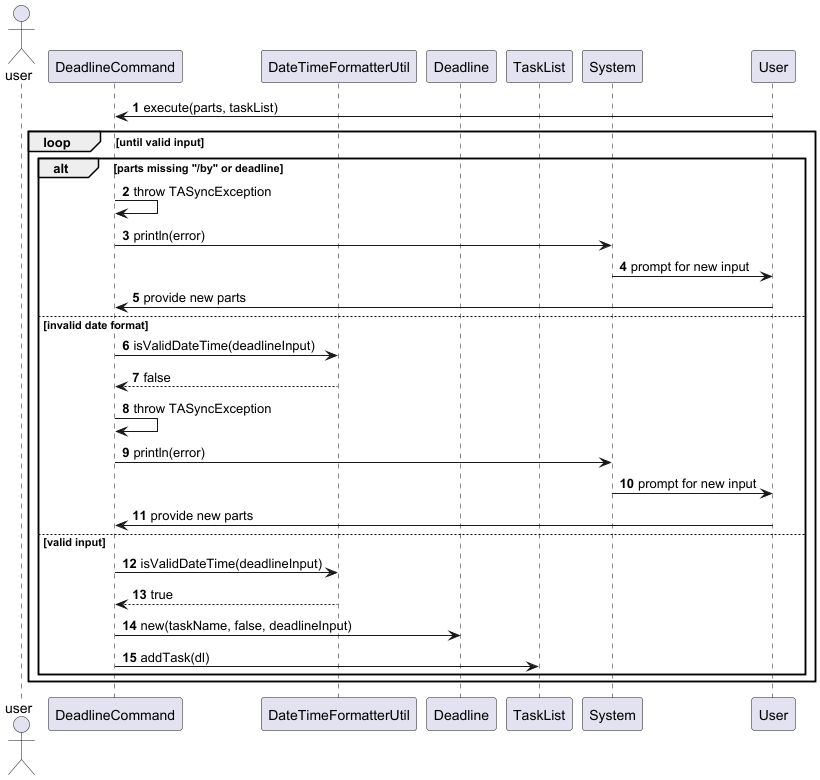 user
DeadlineCommand
DateTimeFormatterUtil
Deadline
TaskList
System
User
1 execute(parts, taskList)
loop
[until valid input]
alt
[parts missing "/by" or deadline]
2 throw TASyncException
3 println(error)
4 prompt for new input
5 provide new parts
[invalid date format]
6 isValidDateTime(deadlineInput)
7 false
8 throw TASyncException
9 println(error)
10 prompt for new input
11 provide new parts
[valid input]
12 isValidDateTime(deadlineInput)
13 true
14 new(taskName, false, deadlineInput)
15 addTask(dl)
user
DeadlineCommand
DateTimeFormatterUtil
Deadline
TaskList
System
User